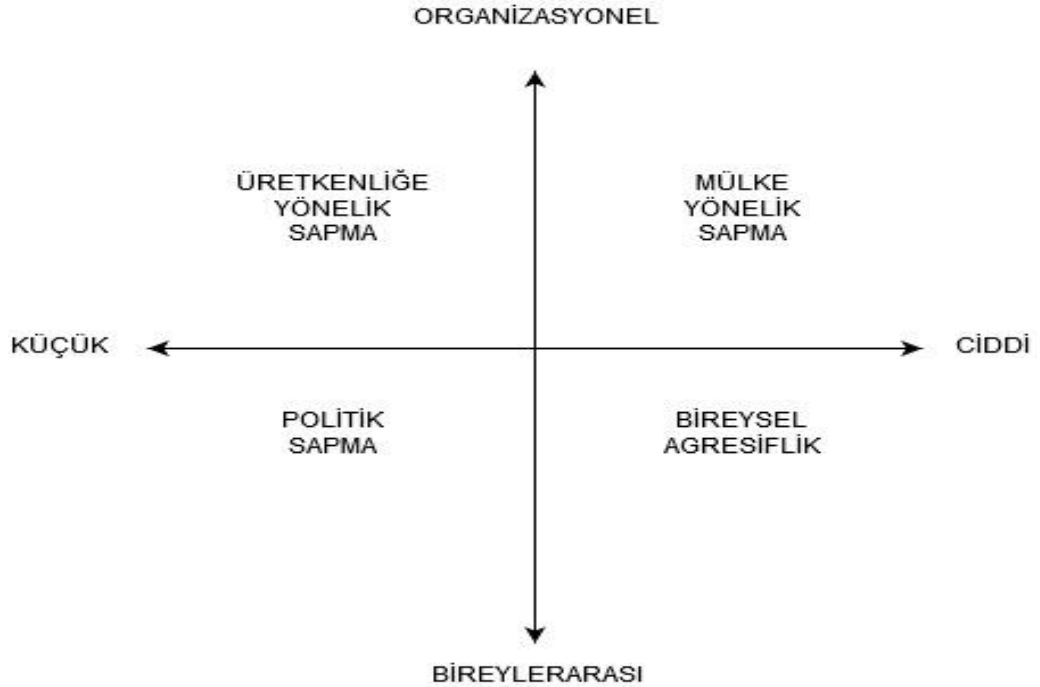 ORGANİZASYONEL
ÜRETKENLİĞE
YÖNELİK
SAPMA
MÜLKE
YÖNELİK
SAPMA
KÜÇÜK
CİDDİ
POLİTİK
SAPMA
BİREYSEL
AGRESİFLİK
BİREYLERARASI